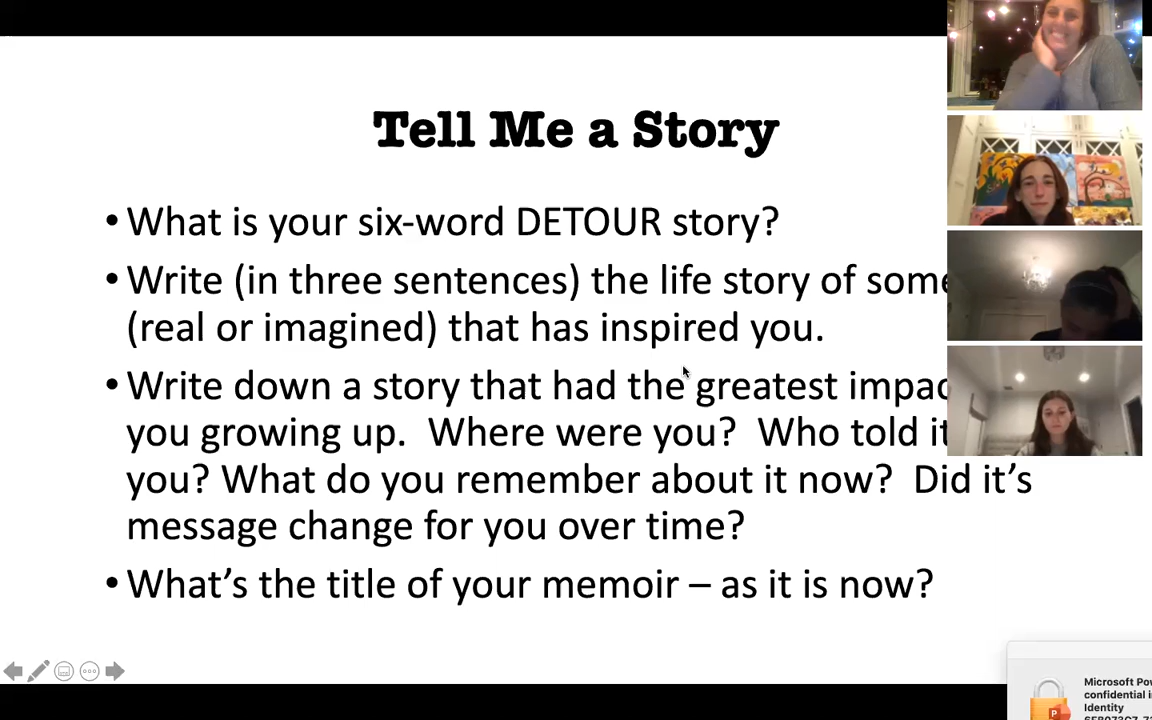 Tell Me a Story
• What is your six-word DETOUR story?
• Write (in three sentences) the life story of some
(real or imagined) that has inspired you.
• Write down a story that had the greatest impac
you growing up.  Where were you?  Who told it
you? What do you remember about it now?  Did it’s
message change for you over time?
• What’s the title of your memoir – as it is now?
Microsoft Pow
confidential in
Identity